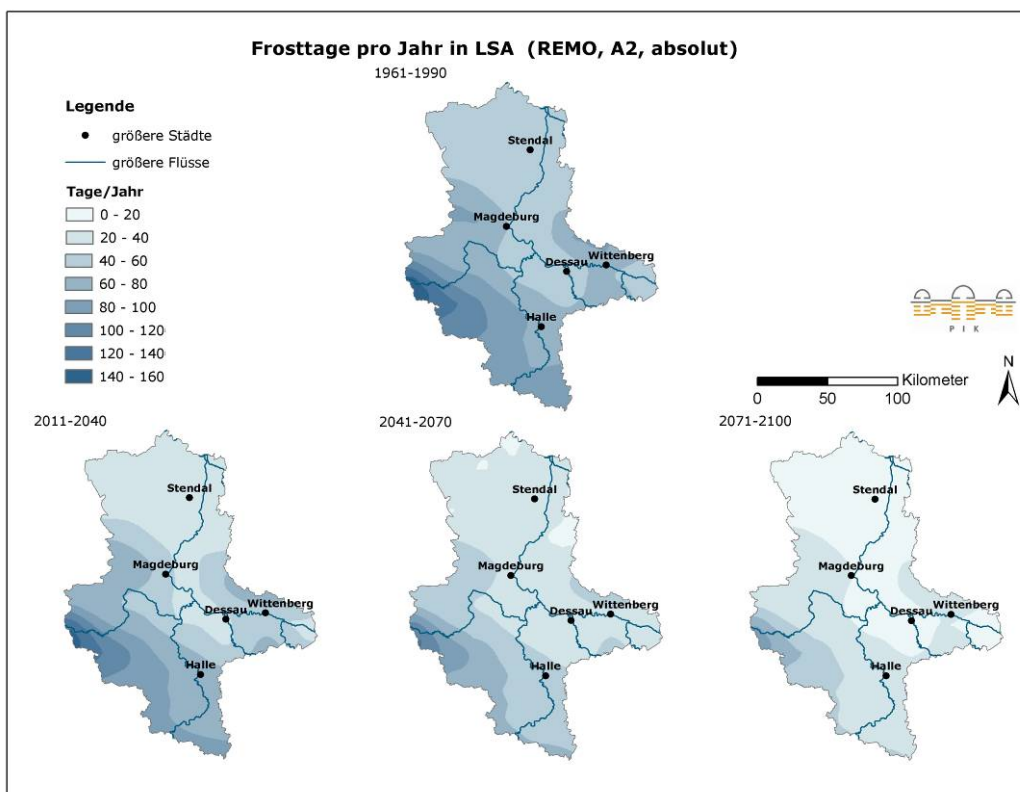 Frosttage pro Jahr in LSA (REMO, A2, absolut)
1961-1990
Legende
größere Städte
größere Flüsse
Tage/Jahr
0 - 20
20 - 40
40 - 60
60 - 80
80 - 100
100 - 120
120 - 140
140 - 160
Stendal
Magdeburg
Dessau
Wittenberg
Halle
P I K
N
Kilometer
0 50 100
2011-2040
Stendal
Magdeburg
Dessau
Wittenberg
Halle
2041-2070
Stendal
Magdeburg
Dessau
Wittenberg
Halle
2071-2100
Stendal
Magdeburg
Dessau
Wittenberg
Halle